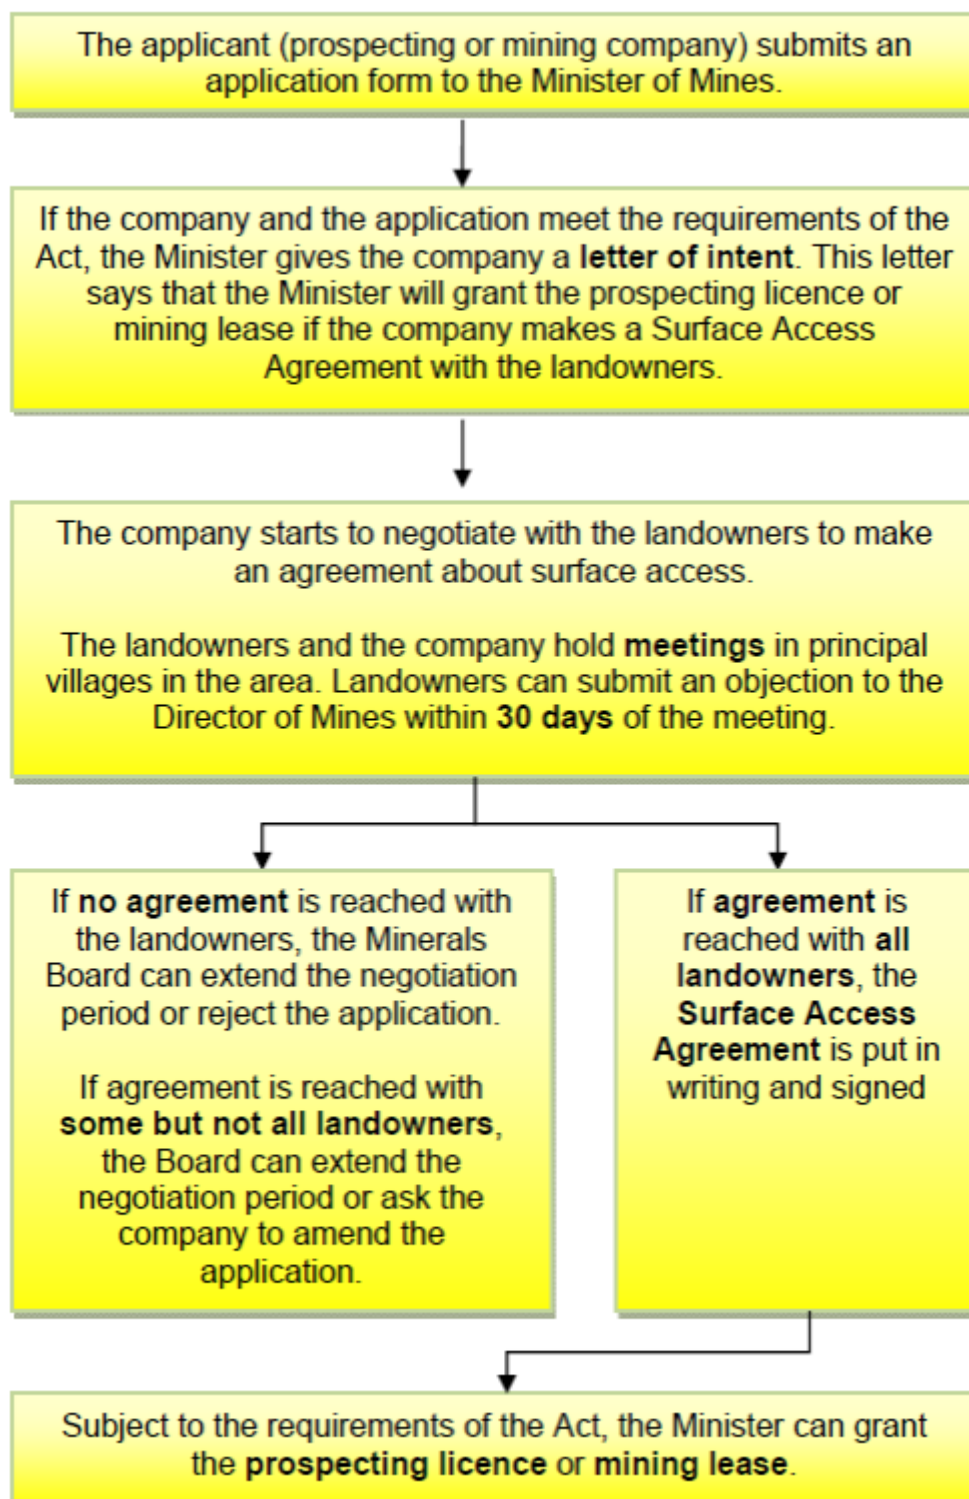 The applicant (prospecting or mining company) submits an
application form to the Minister of Mines.
If the company and the application meet the requirements of the
Act, the Minister gives the company a letter of intent. This letter
says that the Minister will grant the prospecting licence or
mining lease if the company makes a Surface Access
Agreement with the landowners.
The company starts to negotiate with the landowners to make
an agreement about surface access.
The landowners and the company hold meetings in principal
villages in the area. Landowners can submit an objection to the
Director of Mines within 30 days of the meeting.
If no agreement is reached with
the landowners, the Minerals
Board can extend the negotiation
period or reject the application.
If agreement is reached with
some but not all landowners,
the Board can extend the
negotiation period or ask the
company to amend the
application.
If agreement is
reached with all
landowners, the
Surface Access
Agreement is put in
writing and signed
Subject to the requirements of the Act, the Minister can grant
the prospecting licence or mining lease.